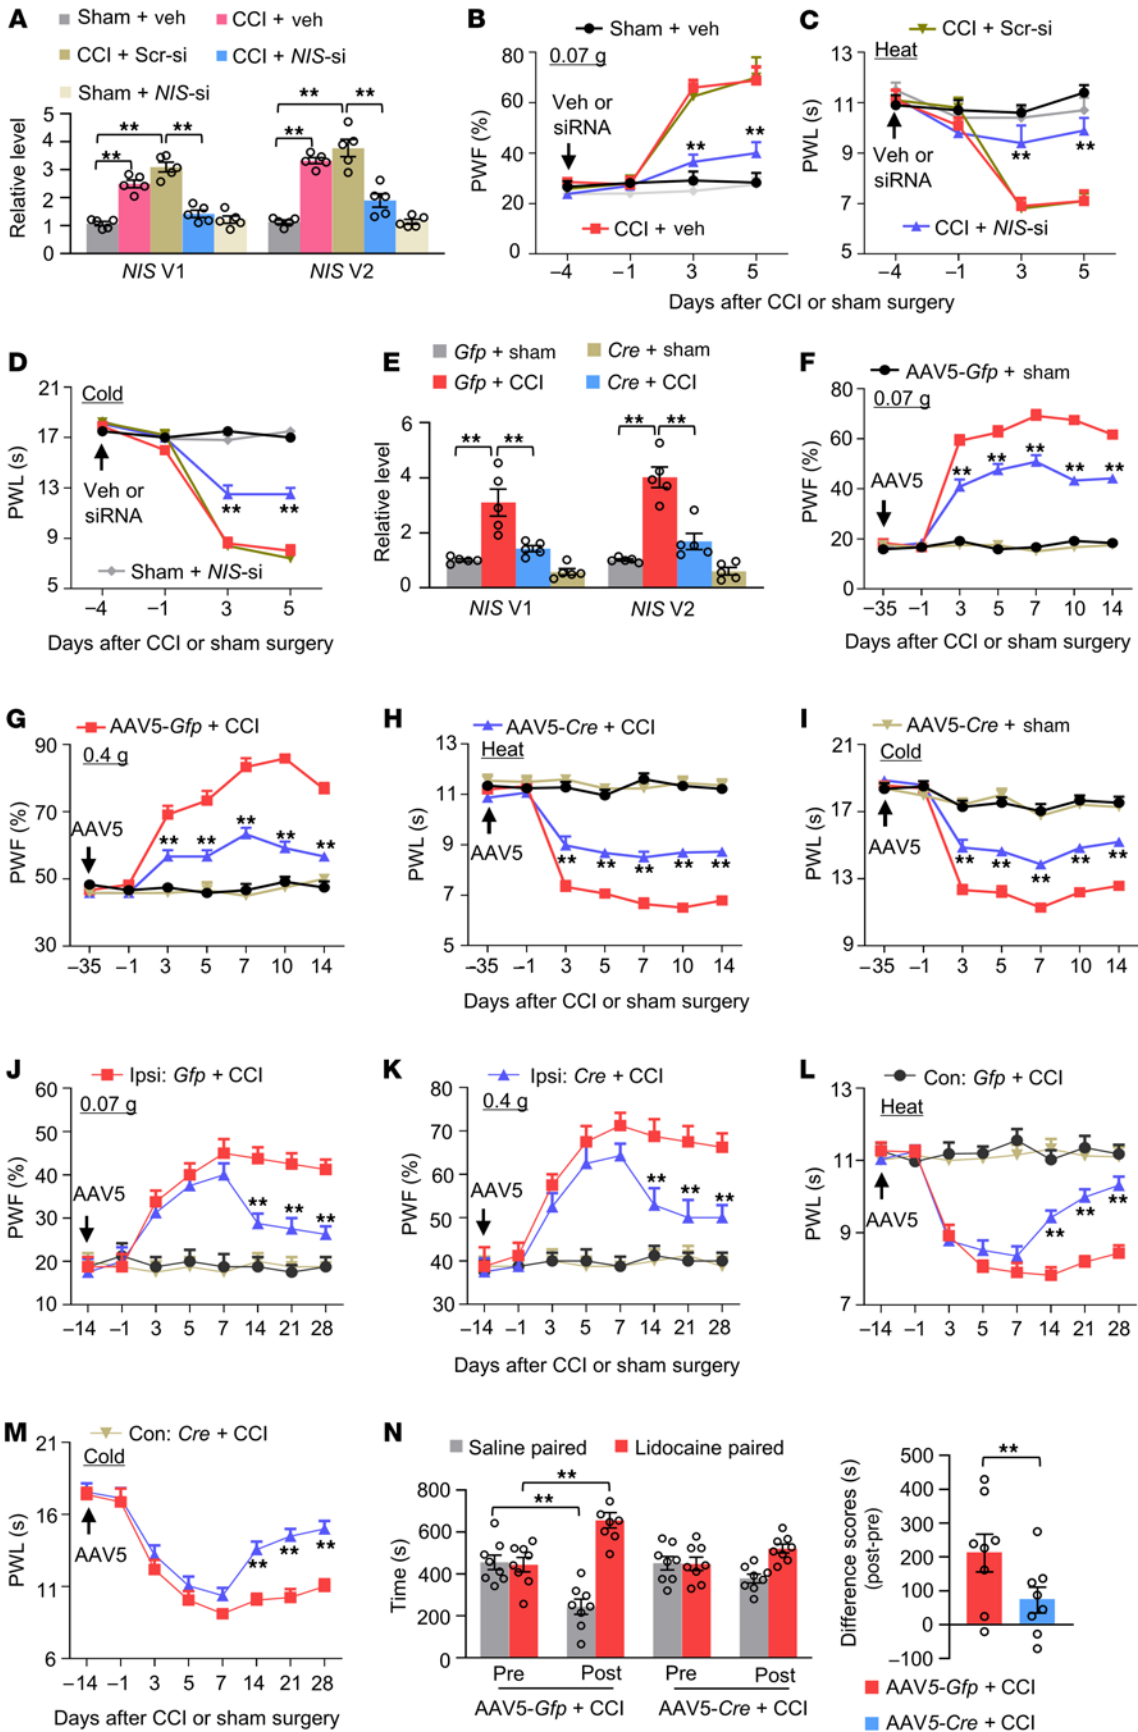 A
Sham + veh
CCI + veh
CCI + Scr-si
CCI + NIS-si
Sham + NIS-si
Relative level
5
4
3
2
1
0
** ** **
** ** **
NIS V1
NIS V2
B
Sham + veh
0.07 g
Veh or
siRNA
PWF (%)
80
60
40
20
0
** **
CCI + veh
–4 –1 3 5
C
CCI + Scr-si
Heat
Veh or
siRNA
PWL (s)
13
11
9
7
5
** **
CCI + NIS-si
–4 –1 3 5
Days after CCI or sham surgery
D
Cold
PWL (s)
21
17
13
9
5
Veh or
siRNA
** **
Sham + NIS-si
–4 –1 3 5
Days after CCI or sham surgery
E
Gfp + sham
Cre + sham
Gfp + CCI
Cre + CCI
Relative level
6
4
2
0
** **
** **
NIS V1
NIS V2
F
AAV5-Gfp + sham
0.07 g
AAV5
PWF (%)
80
60
40
20
0
** ** ** ** **
–35 –1 3 5 7 10 14
Days after CCI or sham surgery
G
AAV5-Gfp + CCI
0.4 g
AAV5
PWF (%)
90
70
50
30
** ** ** ** **
–35 –1 3 5 7 10 14
H
AAV5-Cre + CCI
Heat
AAV5
PWL (s)
13
11
9
7
5
** ** ** ** **
–35 –1 3 5 7 10 14
Days after CCI or sham surgery
I
AAV5-Cre + sham
Cold
AAV5
PWL (s)
21
17
13
9
** ** ** ** **
–35 –1 3 5 7 10 14
J
Ipsi: Gfp + CCI
0.07 g
AAV5
PWF (%)
60
50
40
30
20
10
** ** **
–14 –1 3 5 7 14 21 28
K
Ipsi: Cre + CCI
0.4 g
AAV5
PWF (%)
80
70
60
50
40
30
** ** **
–14 –1 3 5 7 14 21 28
Days after CCI or sham surgery
L
Con: Gfp + CCI
Heat
AAV5
PWL (s)
13
11
9
7
** ** **
–14 –1 3 5 7 14 21 28
M
Con: Cre + CCI
Cold
AAV5
PWL (s)
21
16
11
6
** ** **
–14 –1 3 5 7 14 21 28
Days after CCI or sham surgery
N
Saline paired
Lidocaine paired
Time (s)
800
600
400
200
0
**
**
Pre Post Pre Post
AAV5-Gfp + CCI
AAV5-Cre + CCI
Difference scores (s)
(post-pre)
500
400
300
200
100
0
–100
**
AAV5-Gfp + CCI
AAV5-Cre + CCI